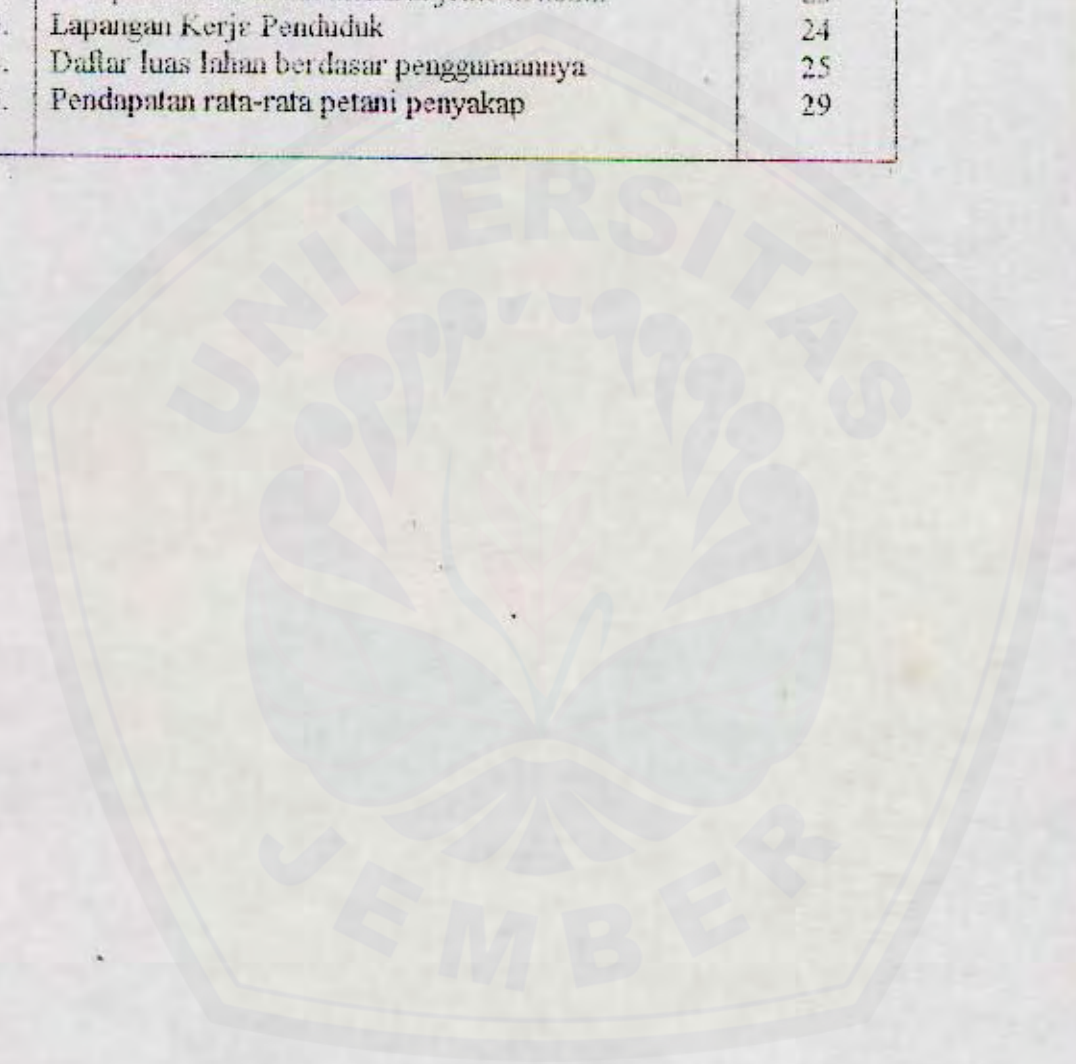 Lapangan Kerja Penduduk 24
Daftar luas lahan berdasar penggunaannya 25
Pendapatan rata-rata petani penyakap 29
UNIVERSITAS
JEMBER